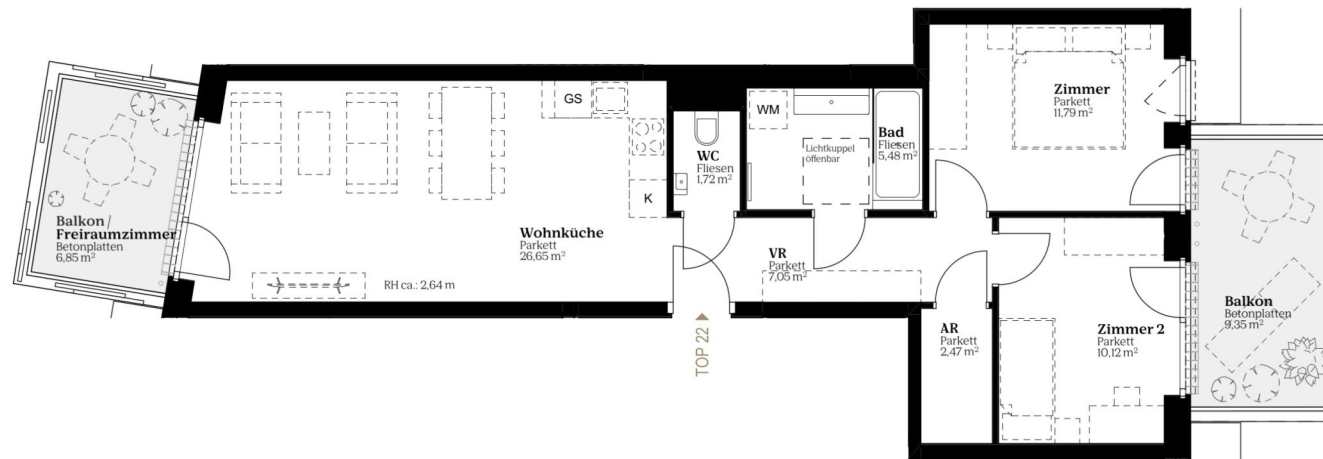 Balkon /
Freiraumzimmer
Betonplatten
6,85 m²
Wohnküche
Parkett
26,65 m²
RH ca.: 2,64 m
GS
K
WC
Fliesen
1,72 m²
WM
Lichtkuppel
öffenbar
Bad
Fliesen
5,48 m²
VR
Parkett
7,05 m²
TOP 22
Zimmer
Parkett
11,79 m²
AR
Parkett
2,47 m²
Zimmer 2
Parkett
10,12 m²
Balkon
Betonplatten
9,35 m²